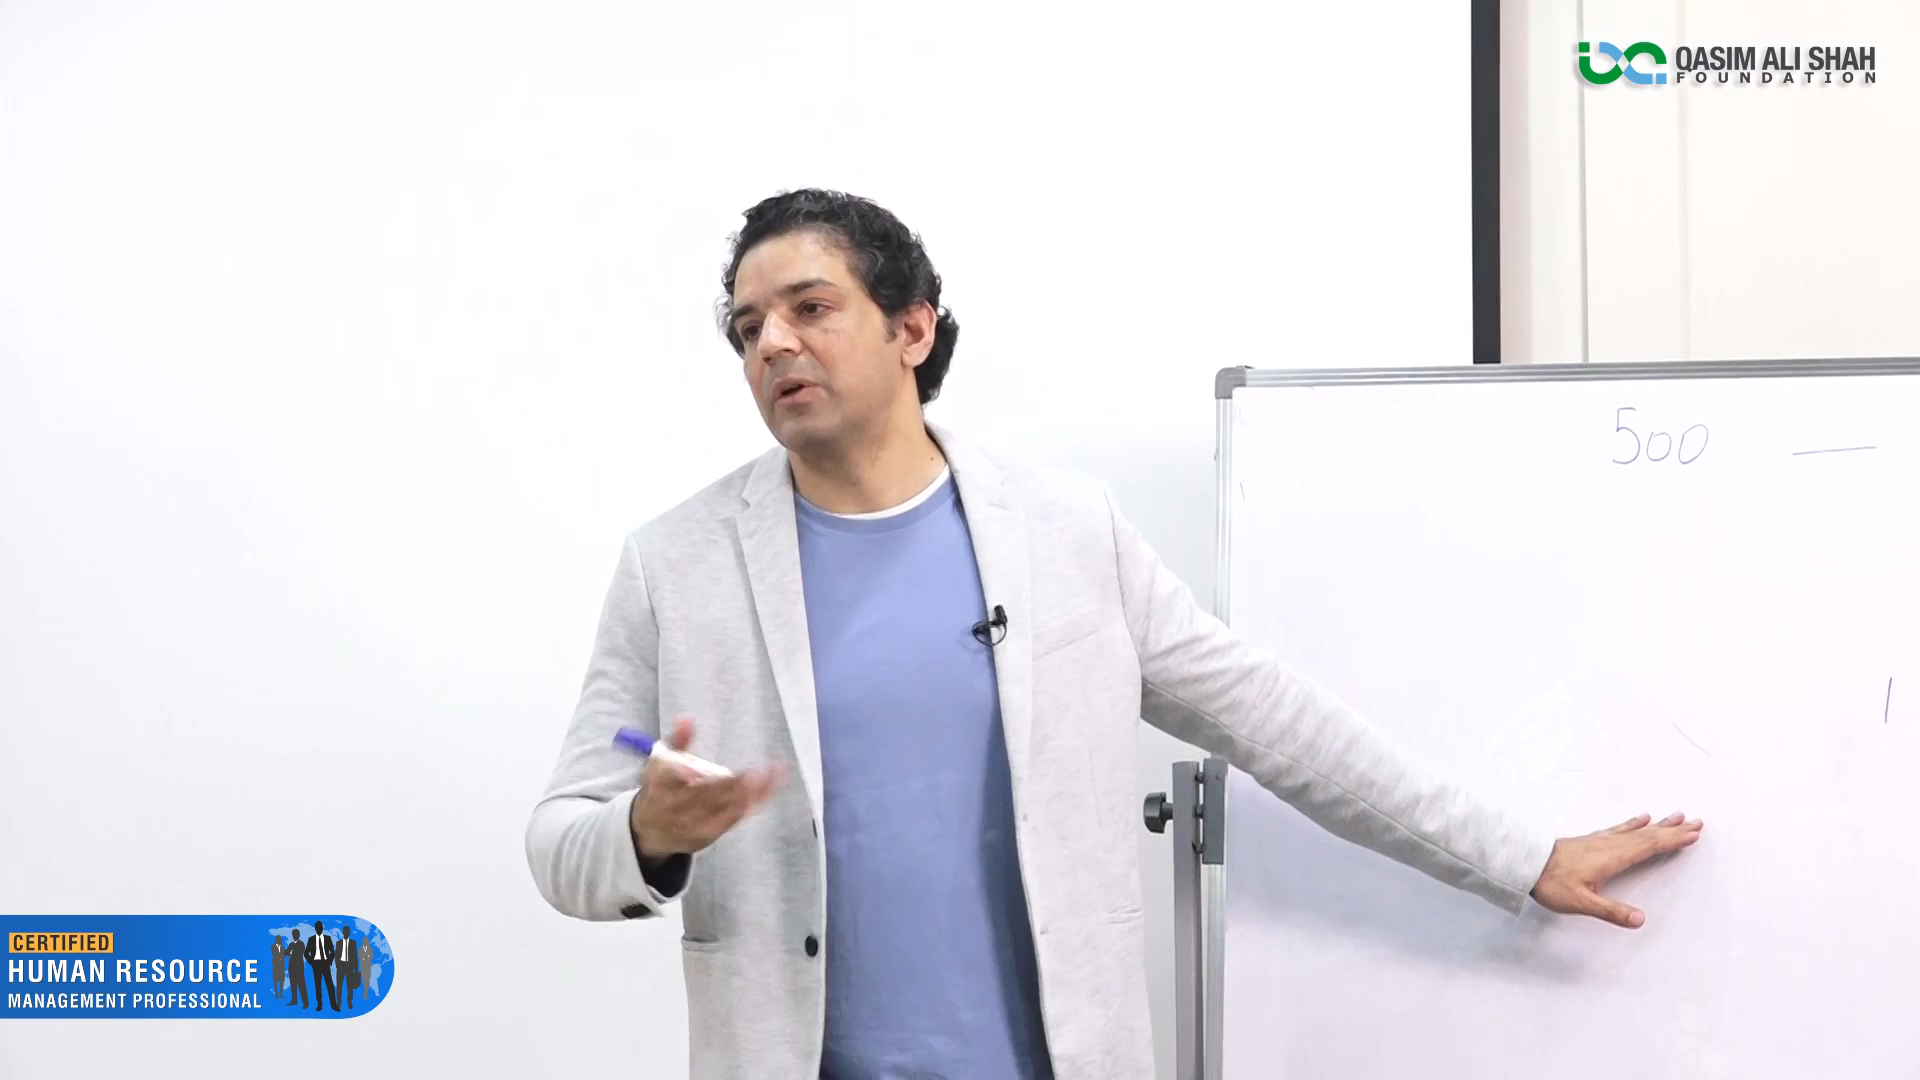 QASIM ALI SHAH
FOUNDATION
500 —
CERTIFIED
HUMAN RESOURCE
MANAGEMENT PROFESSIONAL